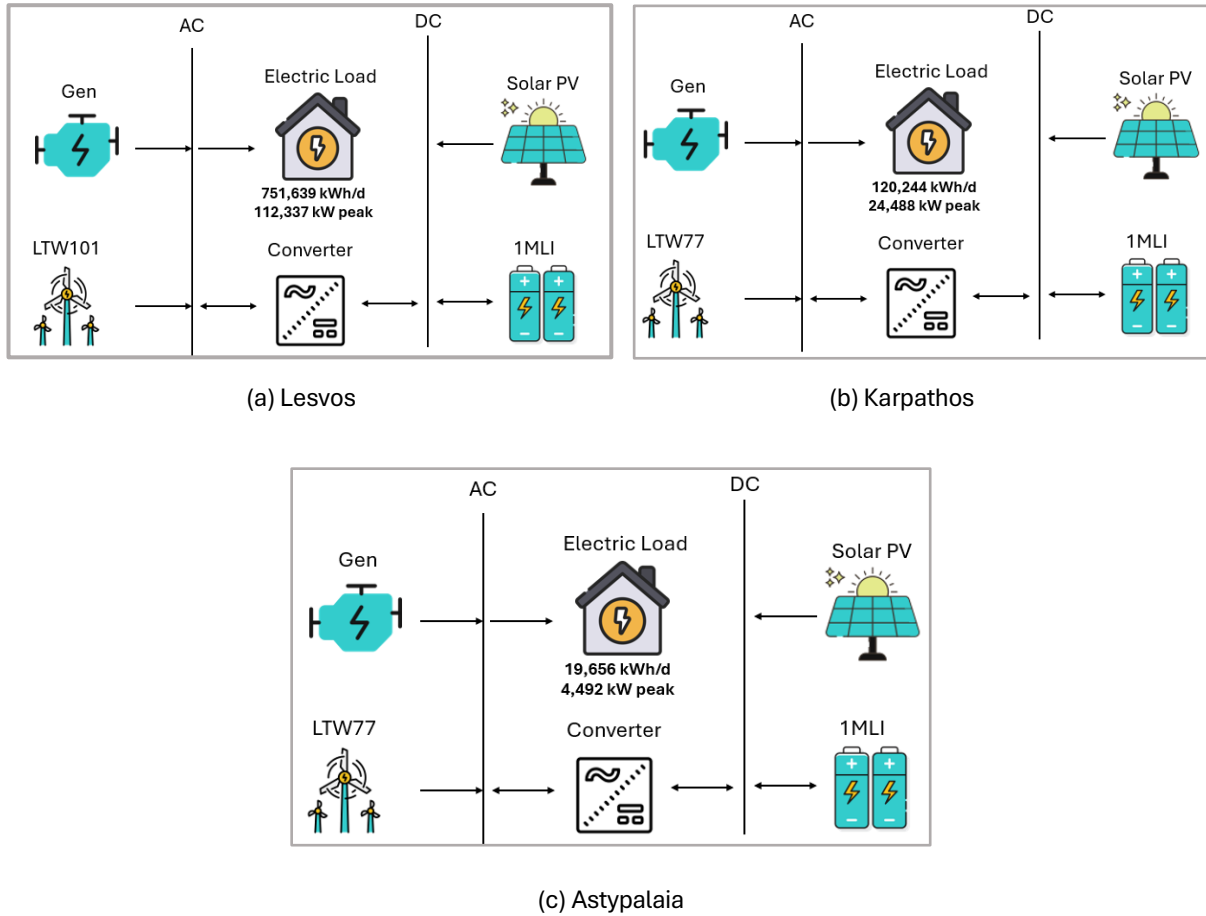 AC
DC
Gen
Electric Load
Solar PV
751,639 kWh/d
112,337 kW peak
LTW101
Converter
1MLI
(a) Lesvos
AC
DC
Gen
Electric Load
Solar PV
120,244 kWh/d
24,488 kW peak
LTW77
Converter
1MLI
(b) Karpathos
AC
DC
Gen
Electric Load
Solar PV
19,656 kWh/d
4,492 kW peak
LTW77
Converter
1MLI
(c) Astypalaia